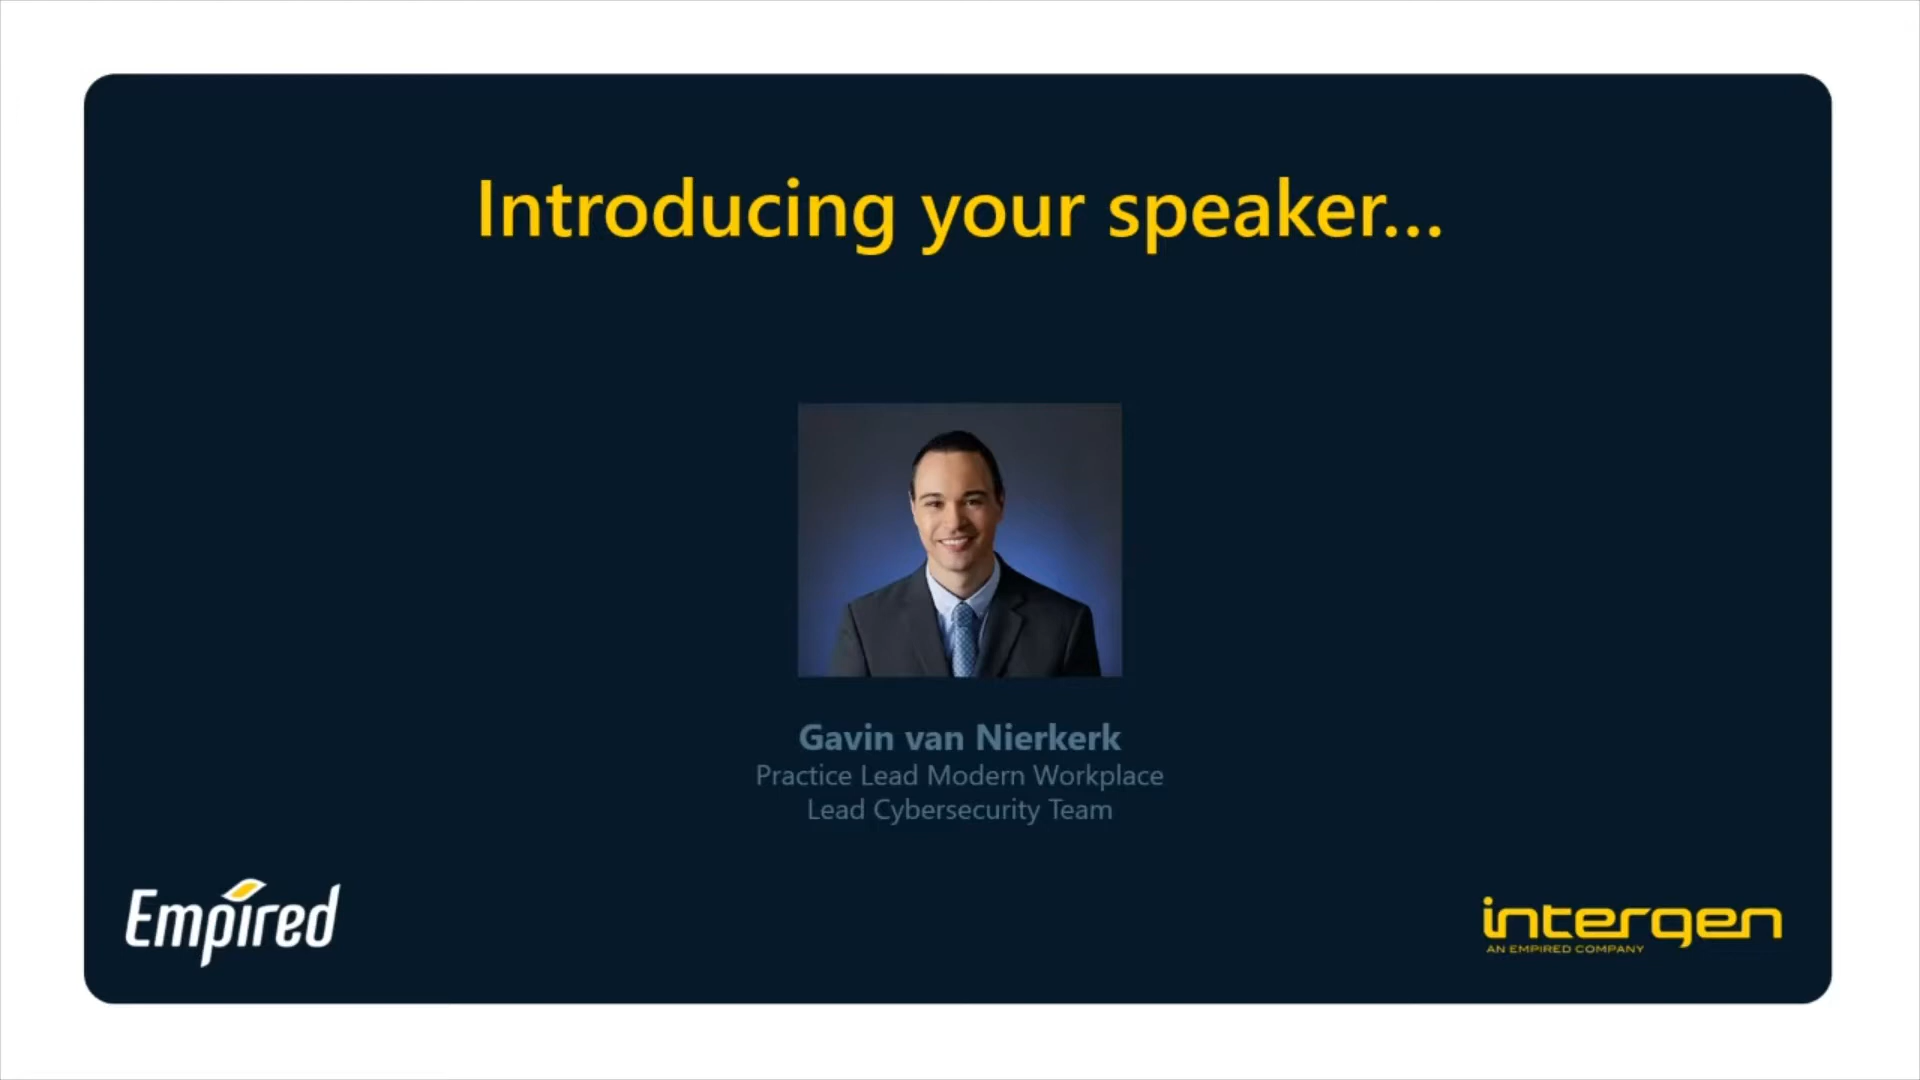 Introducing your speaker...
Gavin van Nierkerk
Practice Lead Modern Workplace
Lead Cybersecurity Team
Empired
intergen
AN EMPIRED COMPANY